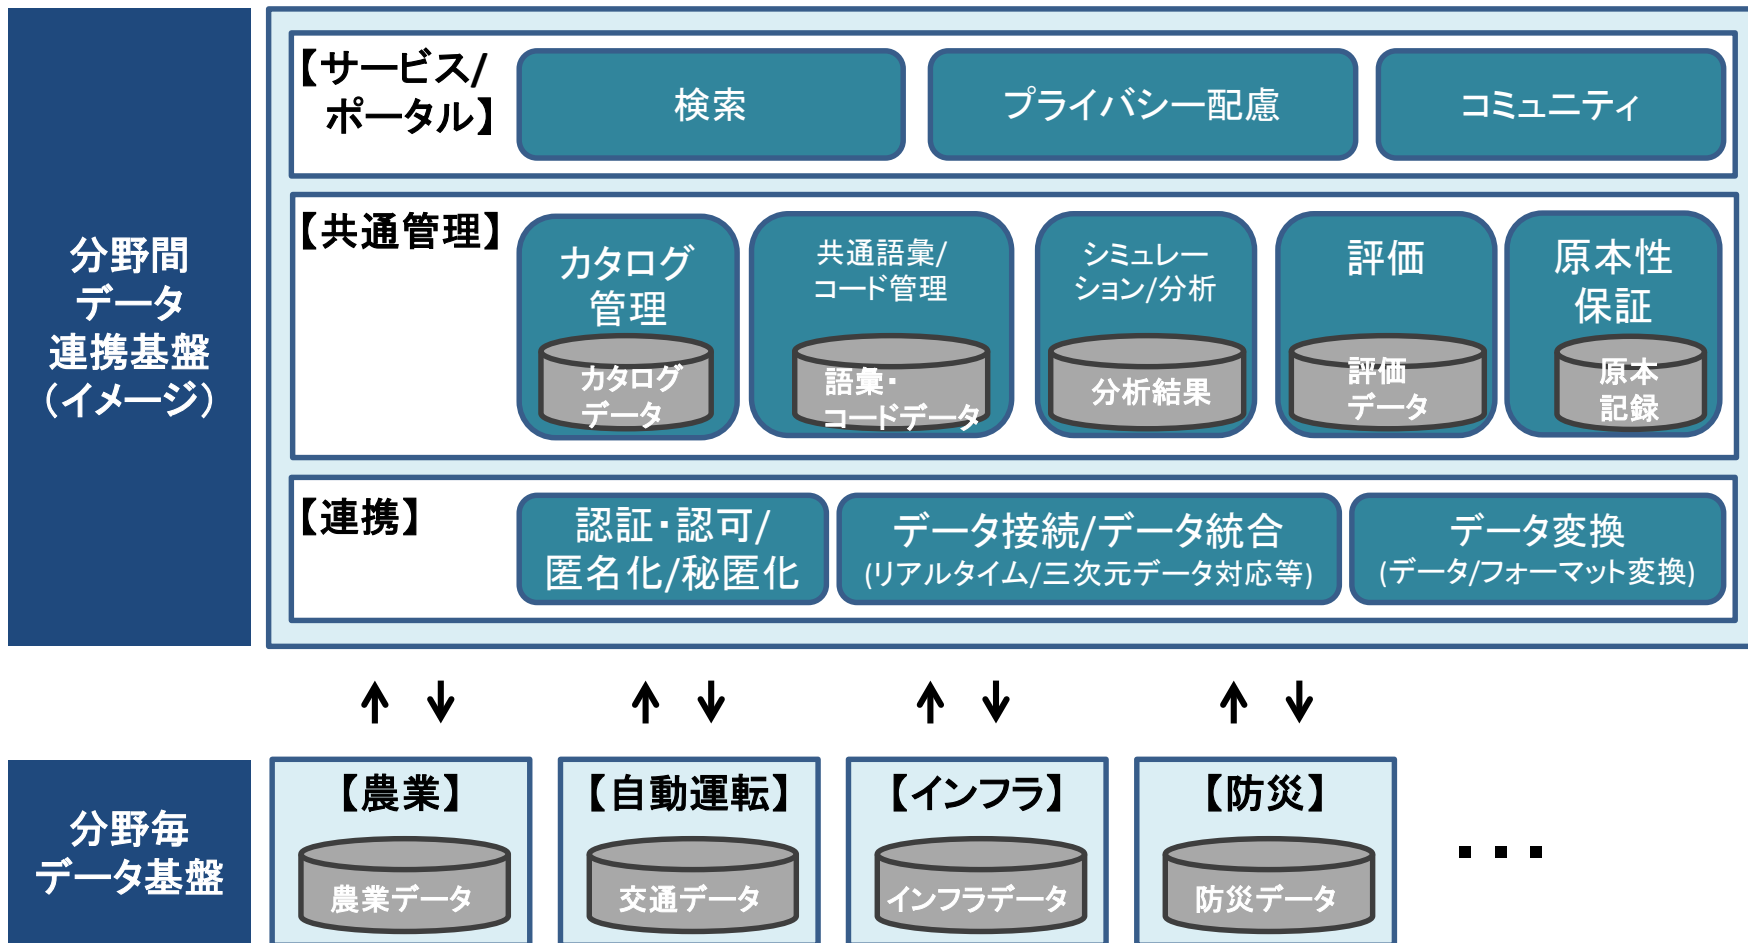 分野間
データ
連携基盤
（イメージ）
【サービス/
ポータル】
検索
プライバシー配慮
コミュニティ
【共通管理】
カタログ
管理
カタログ
データ
共通語彙/
コード管理
語彙・
コードデータ
シミュレー
ション/分析
分析結果
評価
評価
データ
原本性
保証
原本
記録
【連携】
認証・認可/
匿名化/秘匿化
データ接続/データ統合
(リアルタイム/三次元データ対応等)
データ変換
(データ/フォーマット変換)
分野毎
データ基盤
【農業】
農業データ
【自動運転】
交通データ
【インフラ】
インフラデータ
【防災】
防災データ
・・・